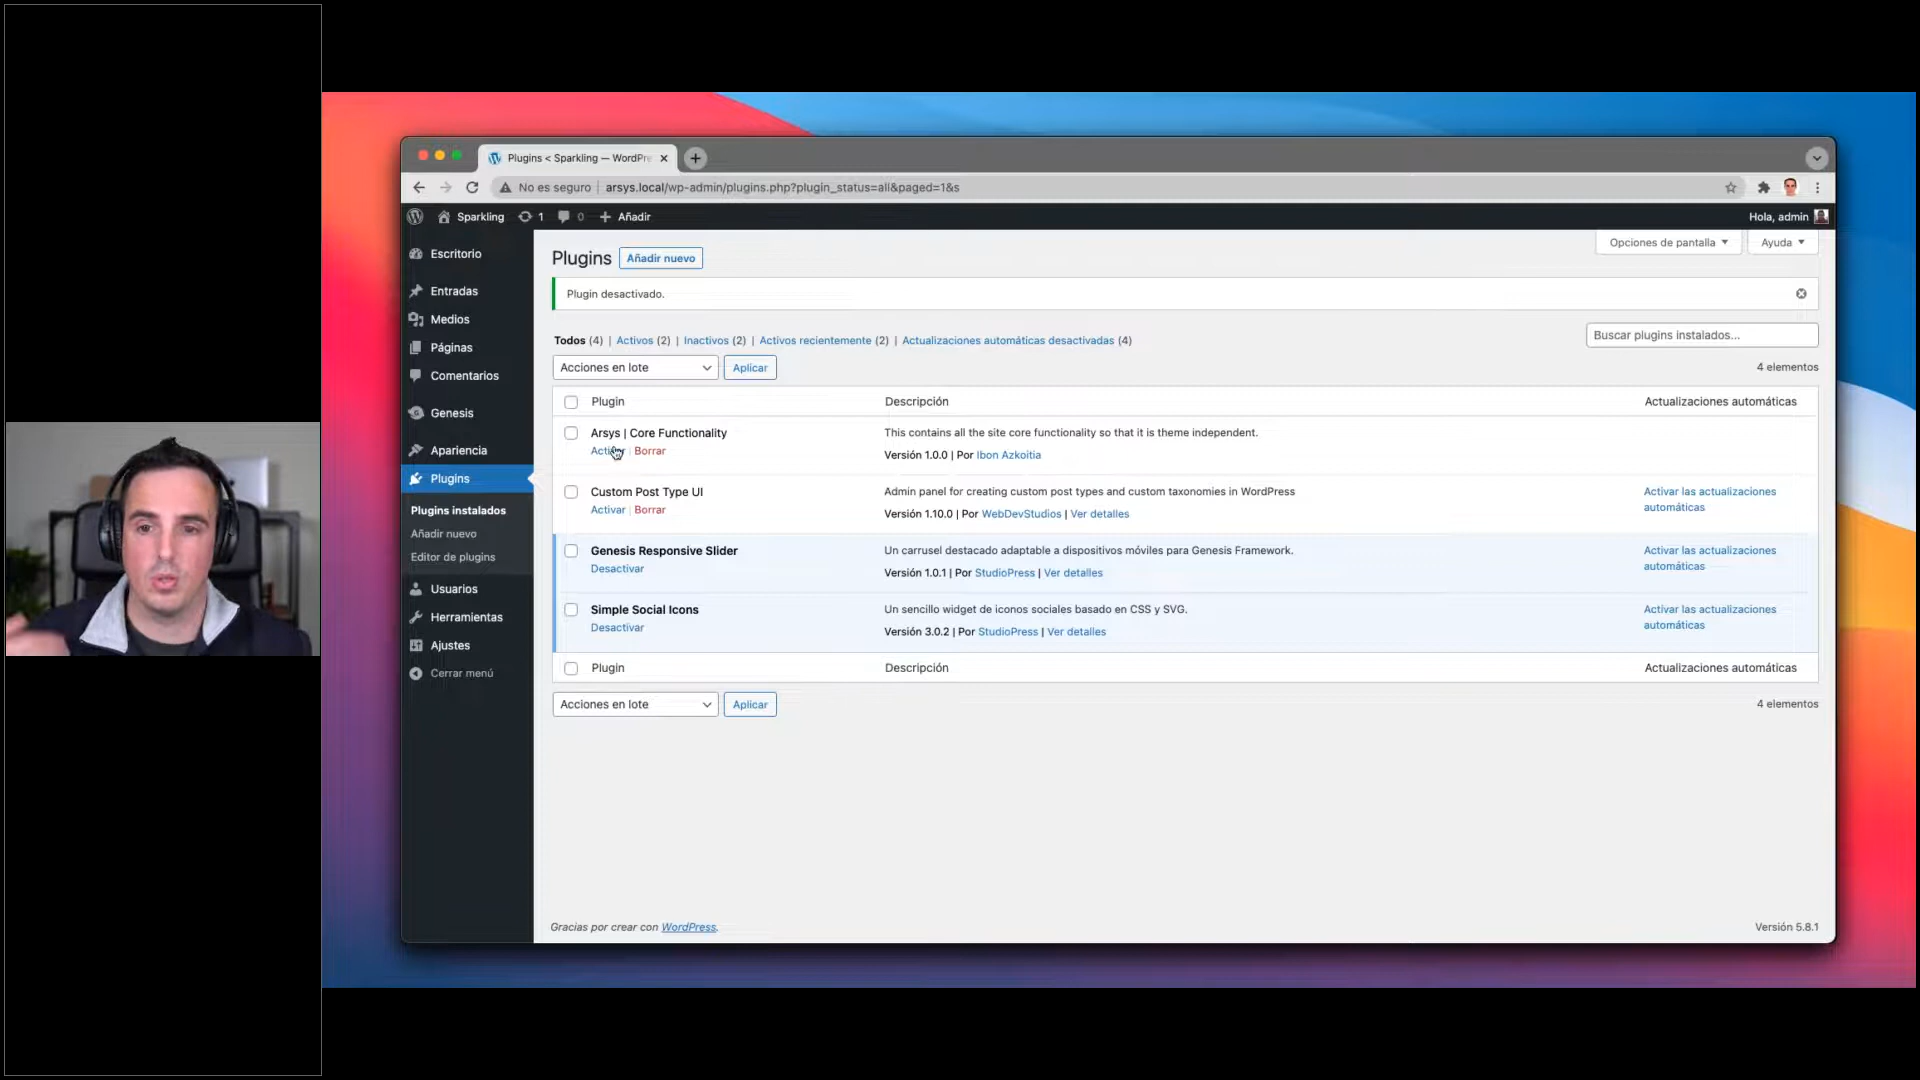 Plugins < Sparkling — WordPre
No es seguro | arsys.local/wp-admin/plugins.php?plugin_status=all&paged=1&s
Sparkling 1 0 + Añadir
Hola, admin
Escritorio
Entradas
Medios
Páginas
Comentarios
Genesis
Apariencia
Plugins
Plugins instalados
Añadir nuevo
Editor de plugins
Usuarios
Herramientas
Ajustes
Cerrar menú
Opciones de pantalla
Ayuda
Plugins
Añadir nuevo
Plugin desactivado.
Todos (4) | Activos (2) | Inactivos (2) | Activos recientemente (2) | Actualizaciones automáticas desactivadas (4)
Buscar plugins instalados...
Acciones en lote
Aplicar
4 elementos
Plugin
Descripción
Actualizaciones automáticas
Arsys | Core Functionality
Activar | Borrar
This contains all the site core functionality so that it is theme independent.
Versión 1.0.0 | Por Ibon Azkoitia
Custom Post Type UI
Activar | Borrar
Admin panel for creating custom post types and custom taxonomies in WordPress
Versión 1.10.0 | Por WebDevStudios | Ver detalles
Activar las actualizaciones
automáticas
Genesis Responsive Slider
Desactivar
Un carrusel destacado adaptable a dispositivos móviles para Genesis Framework.
Versión 1.0.1 | Por StudioPress | Ver detalles
Activar las actualizaciones
automáticas
Simple Social Icons
Desactivar
Un sencillo widget de iconos sociales basado en CSS y SVG.
Versión 3.0.2 | Por StudioPress | Ver detalles
Activar las actualizaciones
automáticas
Plugin
Descripción
Actualizaciones automáticas
Acciones en lote
Aplicar
4 elementos
Gracias por crear con WordPress.
Versión 5.8.1